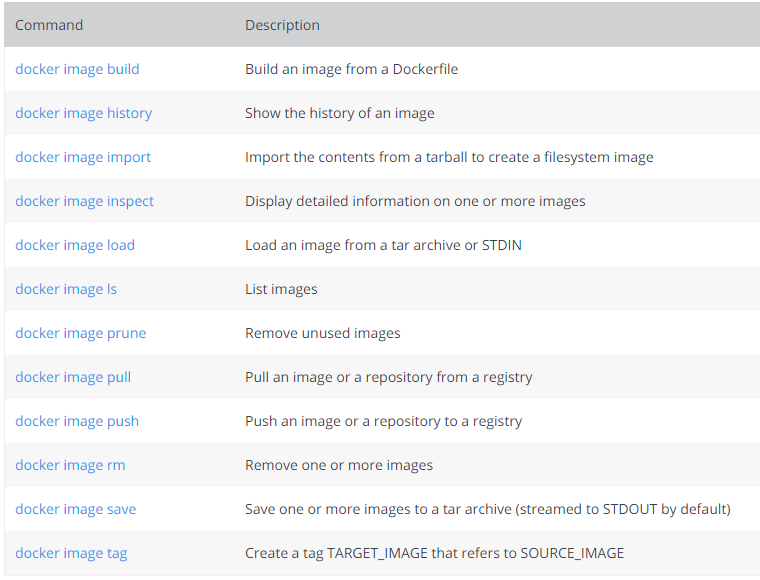 Command Description
docker image build Build an image from a Dockerfile
docker image history Show the history of an image
docker image import Import the contents from a tarball to create a filesystem image
docker image inspect Display detailed information on one or more images
docker image load Load an image from a tar archive or STDIN
docker image ls List images
docker image prune Remove unused images
docker image pull Pull an image or a repository from a registry
docker image push Push an image or a repository to a registry
docker image rm Remove one or more images
docker image save Save one or more images to a tar archive (streamed to STDOUT by default)
docker image tag Create a tag TARGET_IMAGE that refers to SOURCE_IMAGE